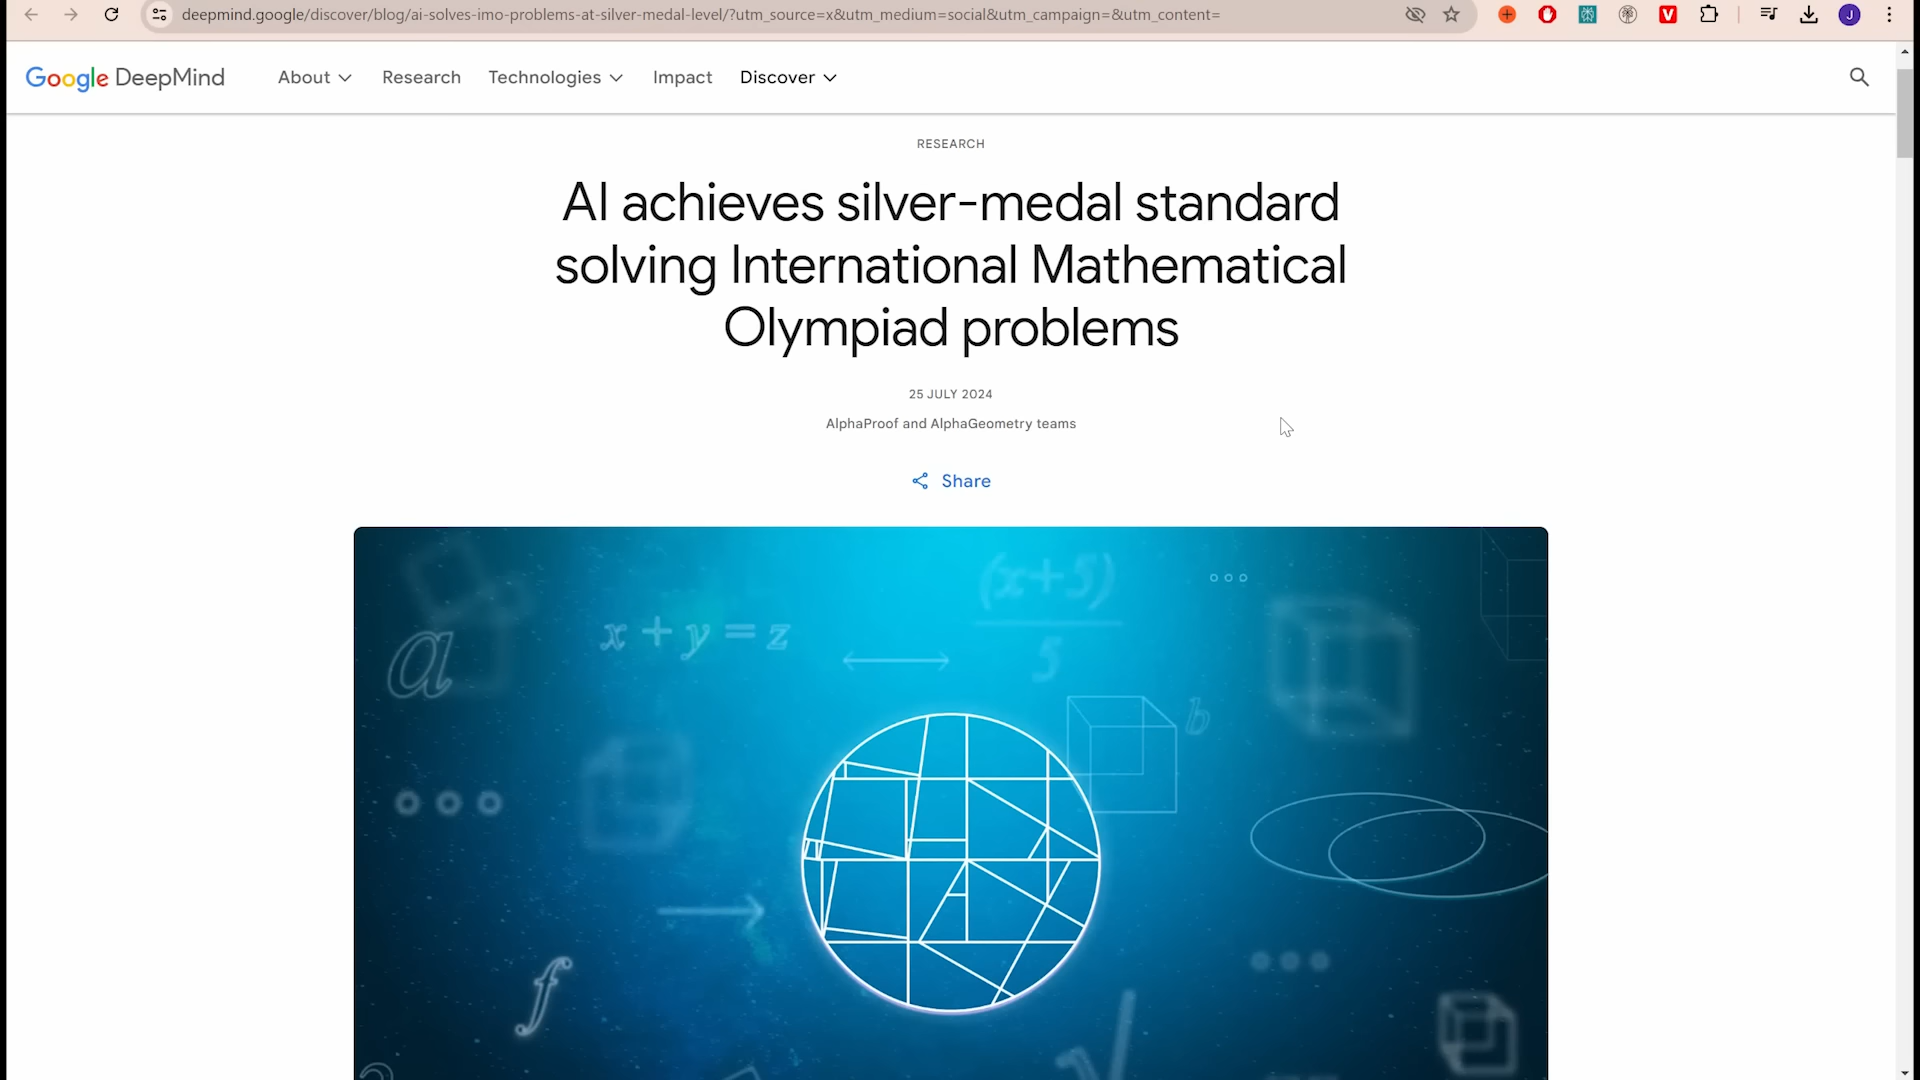 deepmind.google/discover/blog/ai-solves-imo-problems-at-silver-medal-level/?utm_source=x&utm_medium=social&utm_campaign=&utm_content=
V
J
Google DeepMind
About
Research
Technologies
Impact
Discover
RESEARCH
AI achieves silver-medal standard
solving International Mathematical
Olympiad problems
25 JULY 2024
AlphaProof and AlphaGeometry teams
Share
(x+5)
5
x + y = z
a
b
f